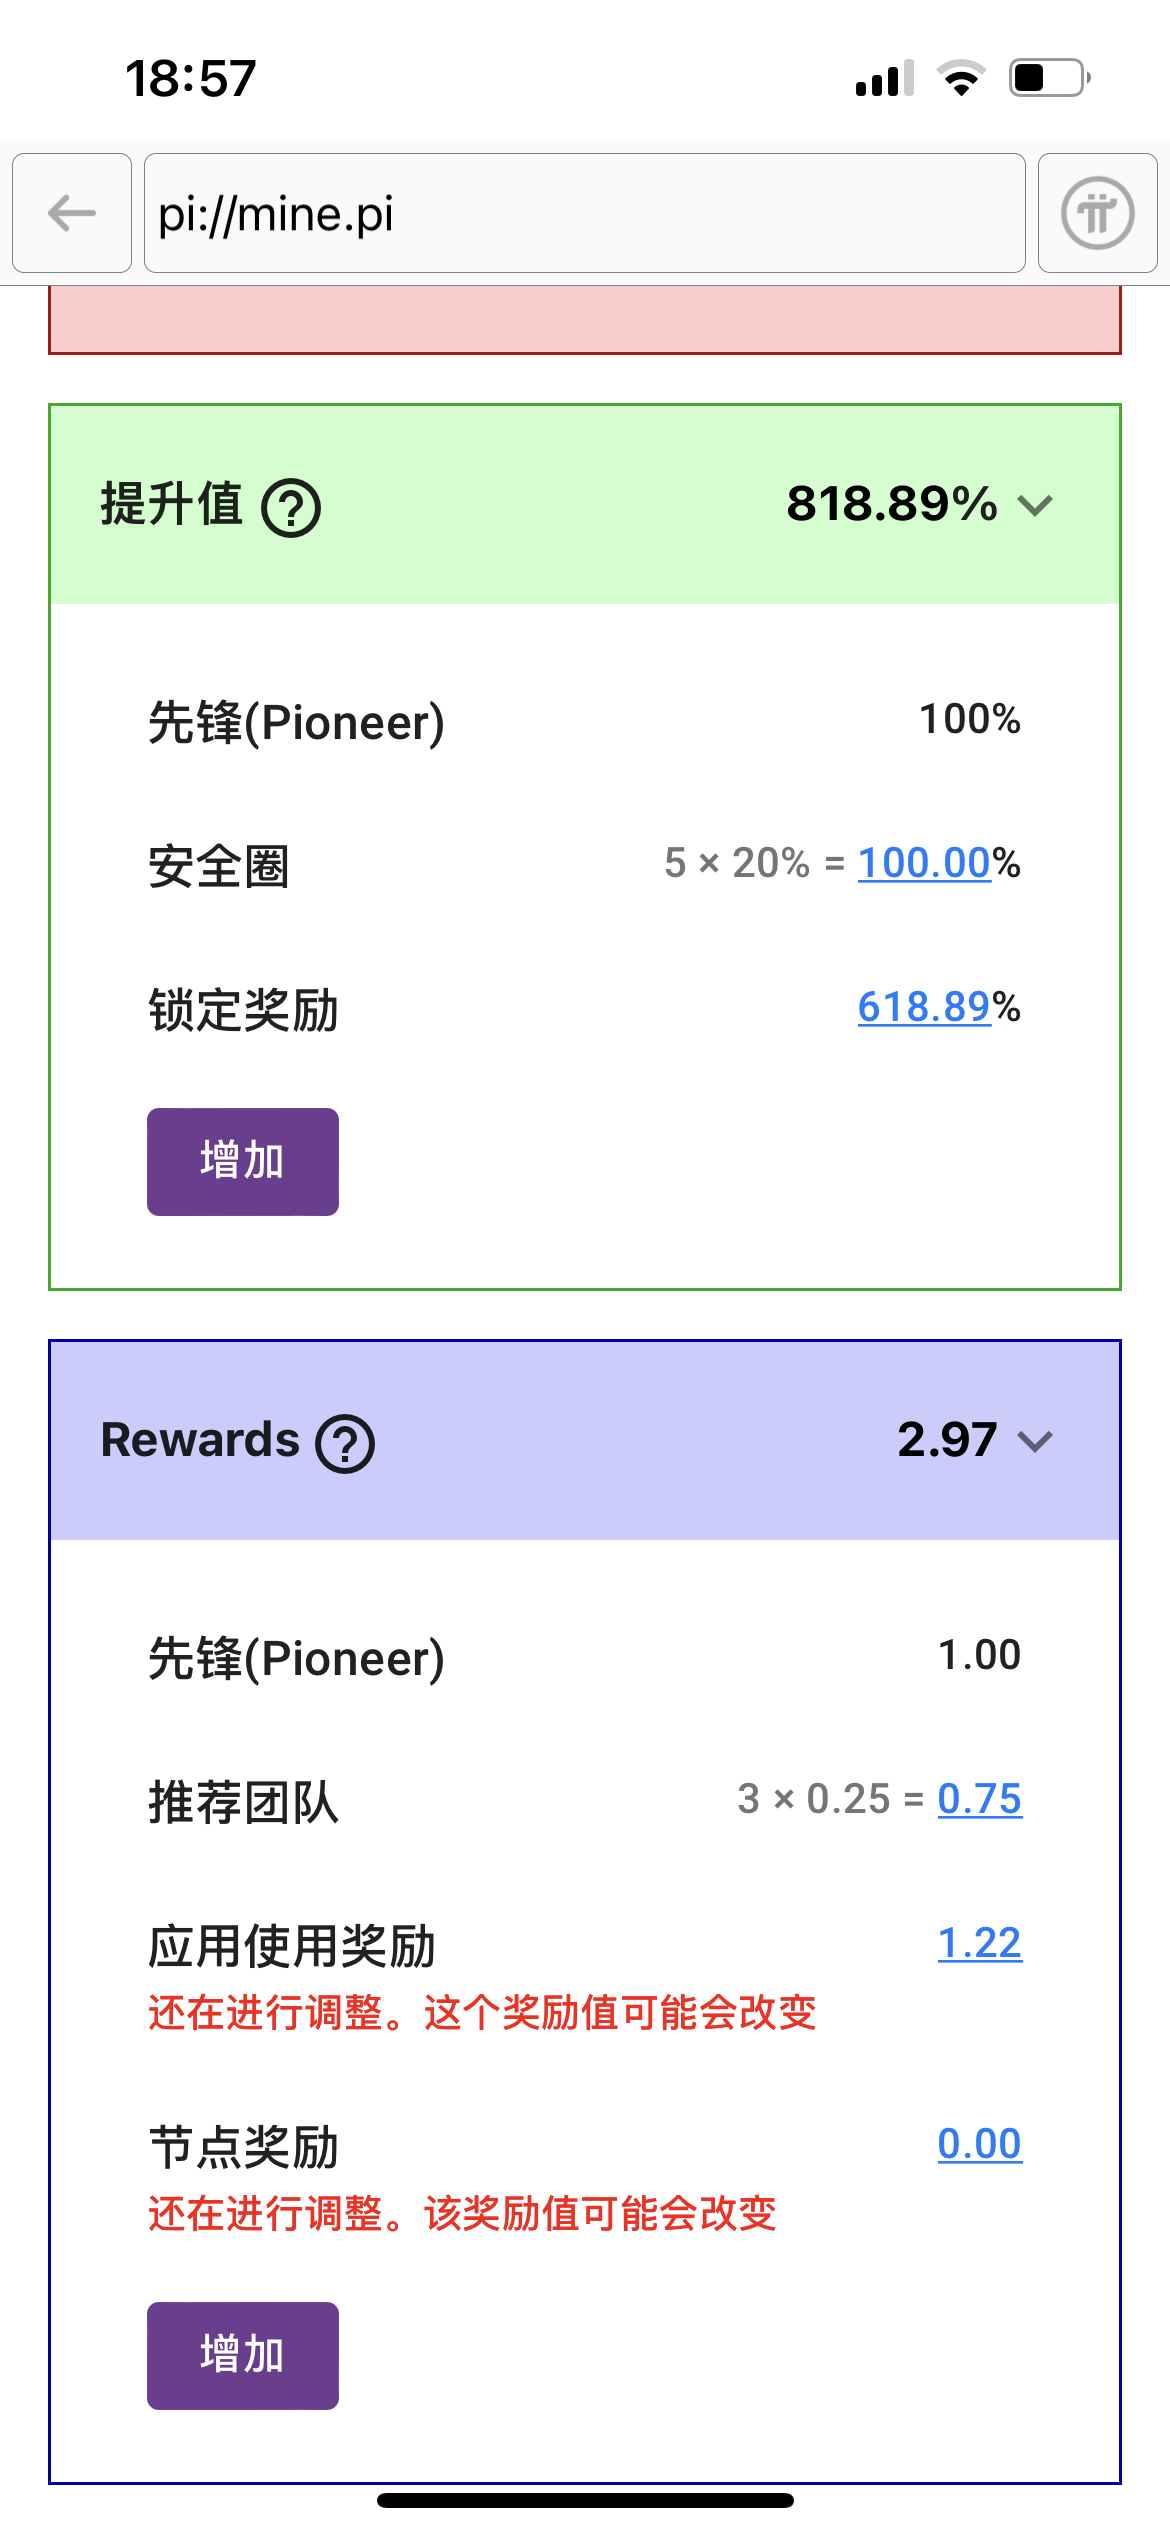 18:57
pi://mine.pi
提升值 ? 818.89%
先锋(Pioneer) 100%
安全圈 5 × 20% = 100.00%
锁定奖励 618.89%
增加
Rewards ? 2.97
先锋(Pioneer) 1.00
推荐团队 3 × 0.25 = 0.75
应用使用奖励 1.22
还在进行调整。这个奖励值可能会改变
节点奖励 0.00
还在进行调整。该奖励值可能会改变
增加